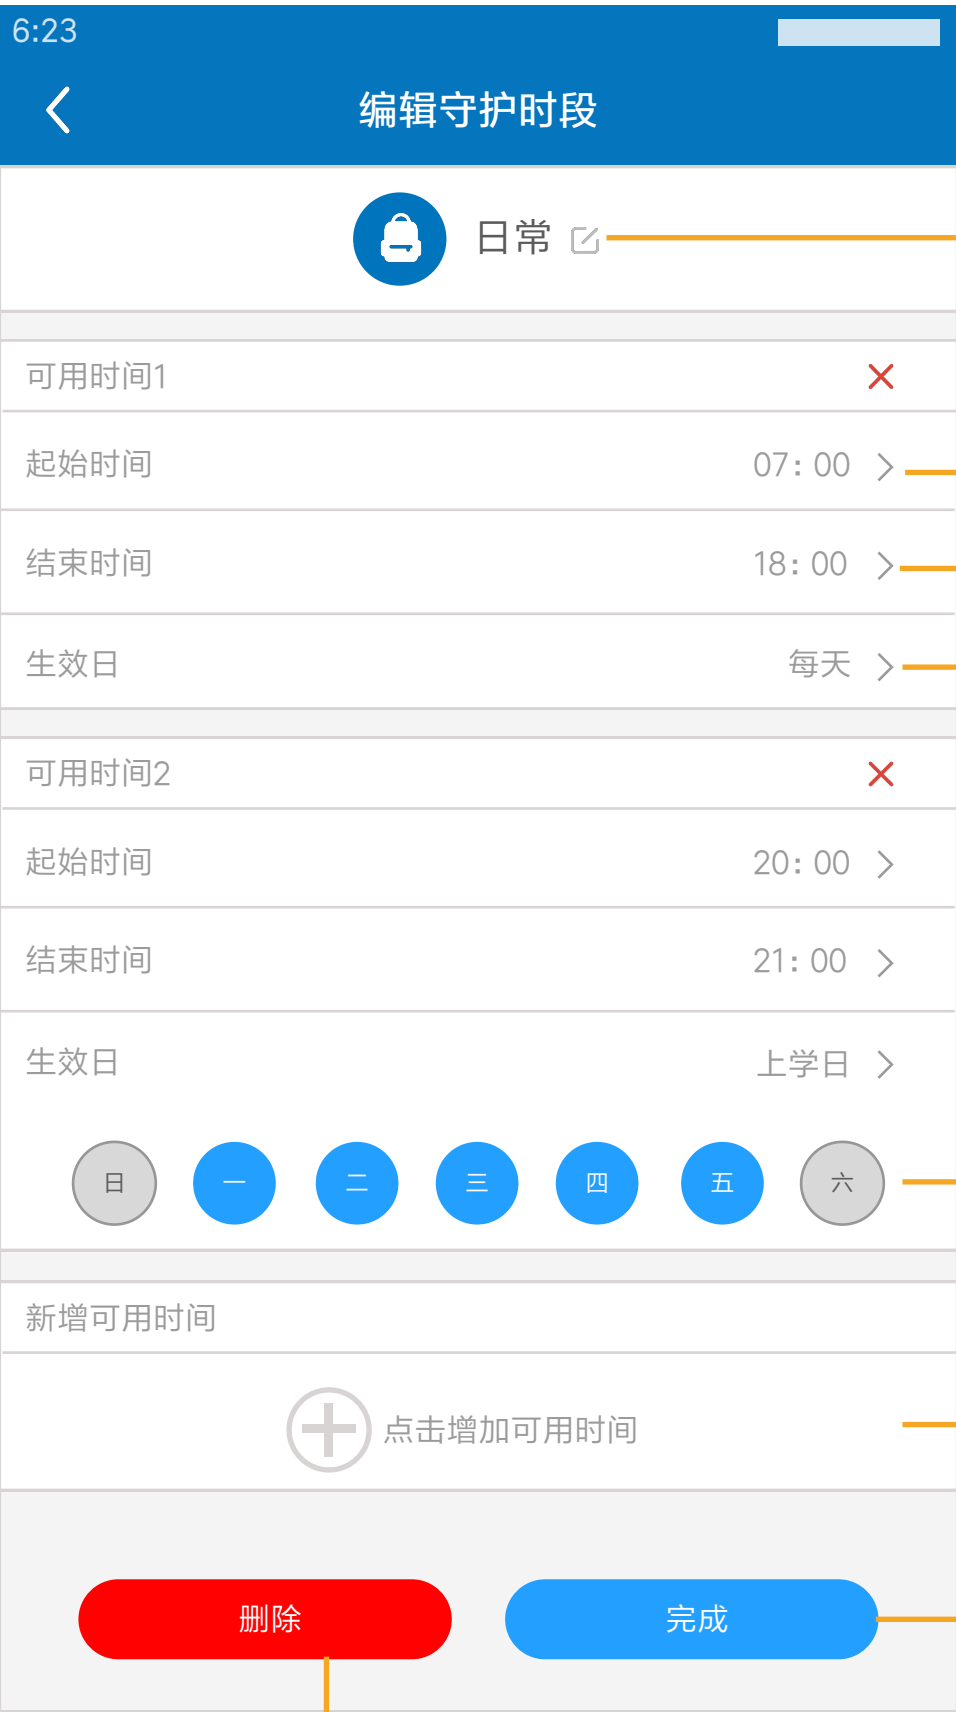 6:23
编辑守护时段
日常
可用时间1
起始时间 07: 00
结束时间 18: 00
生效日 每天
可用时间2
起始时间 20: 00
结束时间 21: 00
生效日 上学日
日 一 二 三 四 五 六
新增可用时间
点击增加可用时间
删除 完成